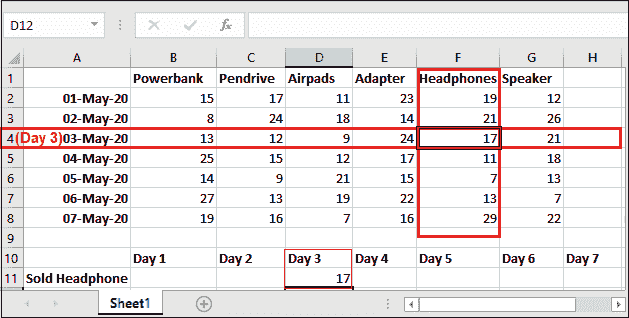 D12 fx
A B C D E F G H
1 Powerbank Pendrive Airpads Adapter Headphones Speaker
2 01-May-20 15 17 11 23 19 12
3 02-May-20 8 24 18 14 21 26
4 (Day 3) 03-May-20 13 12 9 24 17 21
5 04-May-20 25 15 12 17 11 18
6 05-May-20 14 9 21 15 7 13
7 06-May-20 27 13 19 22 13 7
8 07-May-20 19 16 7 16 29 22
9
10 Day 1 Day 2 Day 3 Day 4 Day 5 Day 6 Day 7
11 Sold Headphone 17
Sheet1